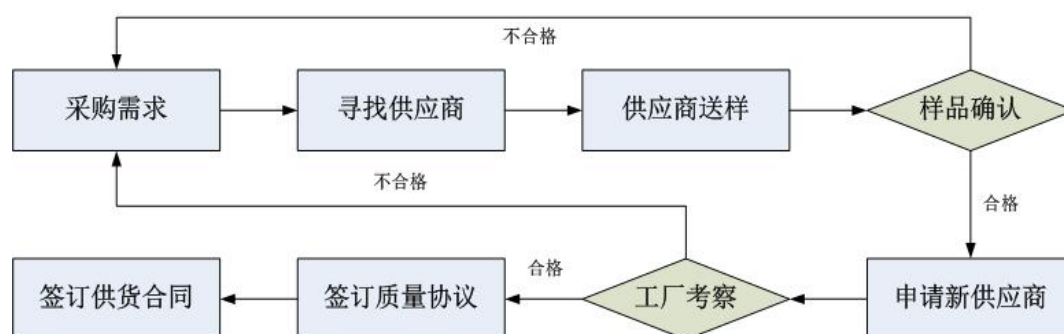 不合格
采购需求
寻找供应商
供应商送样
样品确认
不合格
合格
签订供货合同
签订质量协议
合格
工厂考察
申请新供应商